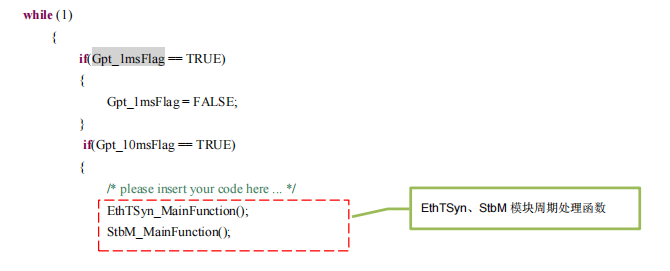 while (1)
{
if(Gpt_1msFlag == TRUE)
{
Gpt_1msFlag = FALSE;
}
if(Gpt_10msFlag == TRUE)
{
/* please insert your code here ... */
EthTSyn_MainFunction();
StbM_MainFunction();
EthTSyn、StbM 模块周期处理函数